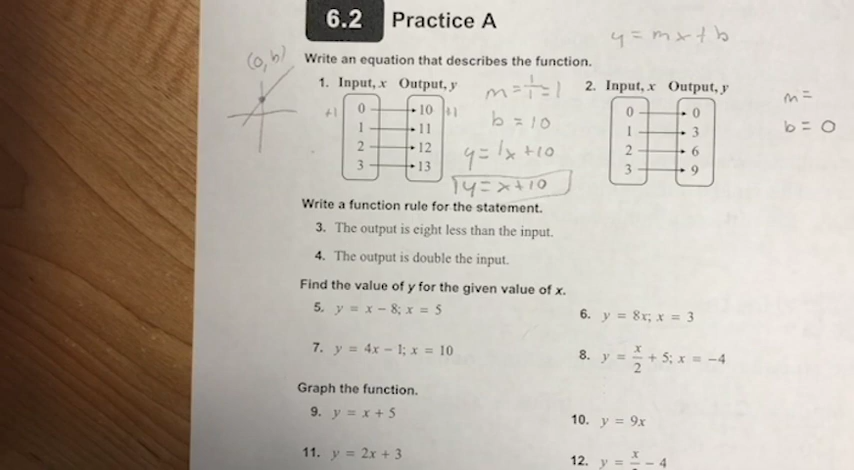 6.2 Practice A
y = mx + b
(0, b)
Write an equation that describes the function.
1. Input, x Output, y
m = 1/1 = 1
+1 0 10 +1
1 11
2 12
3 13
b = 10
y = 1x + 10
y = x + 10
2. Input, x Output, y
0 0
1 3
2 6
3 9
m =
b = 0
Write a function rule for the statement.
3. The output is eight less than the input.
4. The output is double the input.
Find the value of y for the given value of x.
5. y = x − 8; x = 5
6. y = 8x; x = 3
7. y = 4x − 1; x = 10
8. y = x/2 + 5; x = −4
Graph the function.
9. y = x + 5
10. y = 9x
11. y = 2x + 3
12. y = x − 4